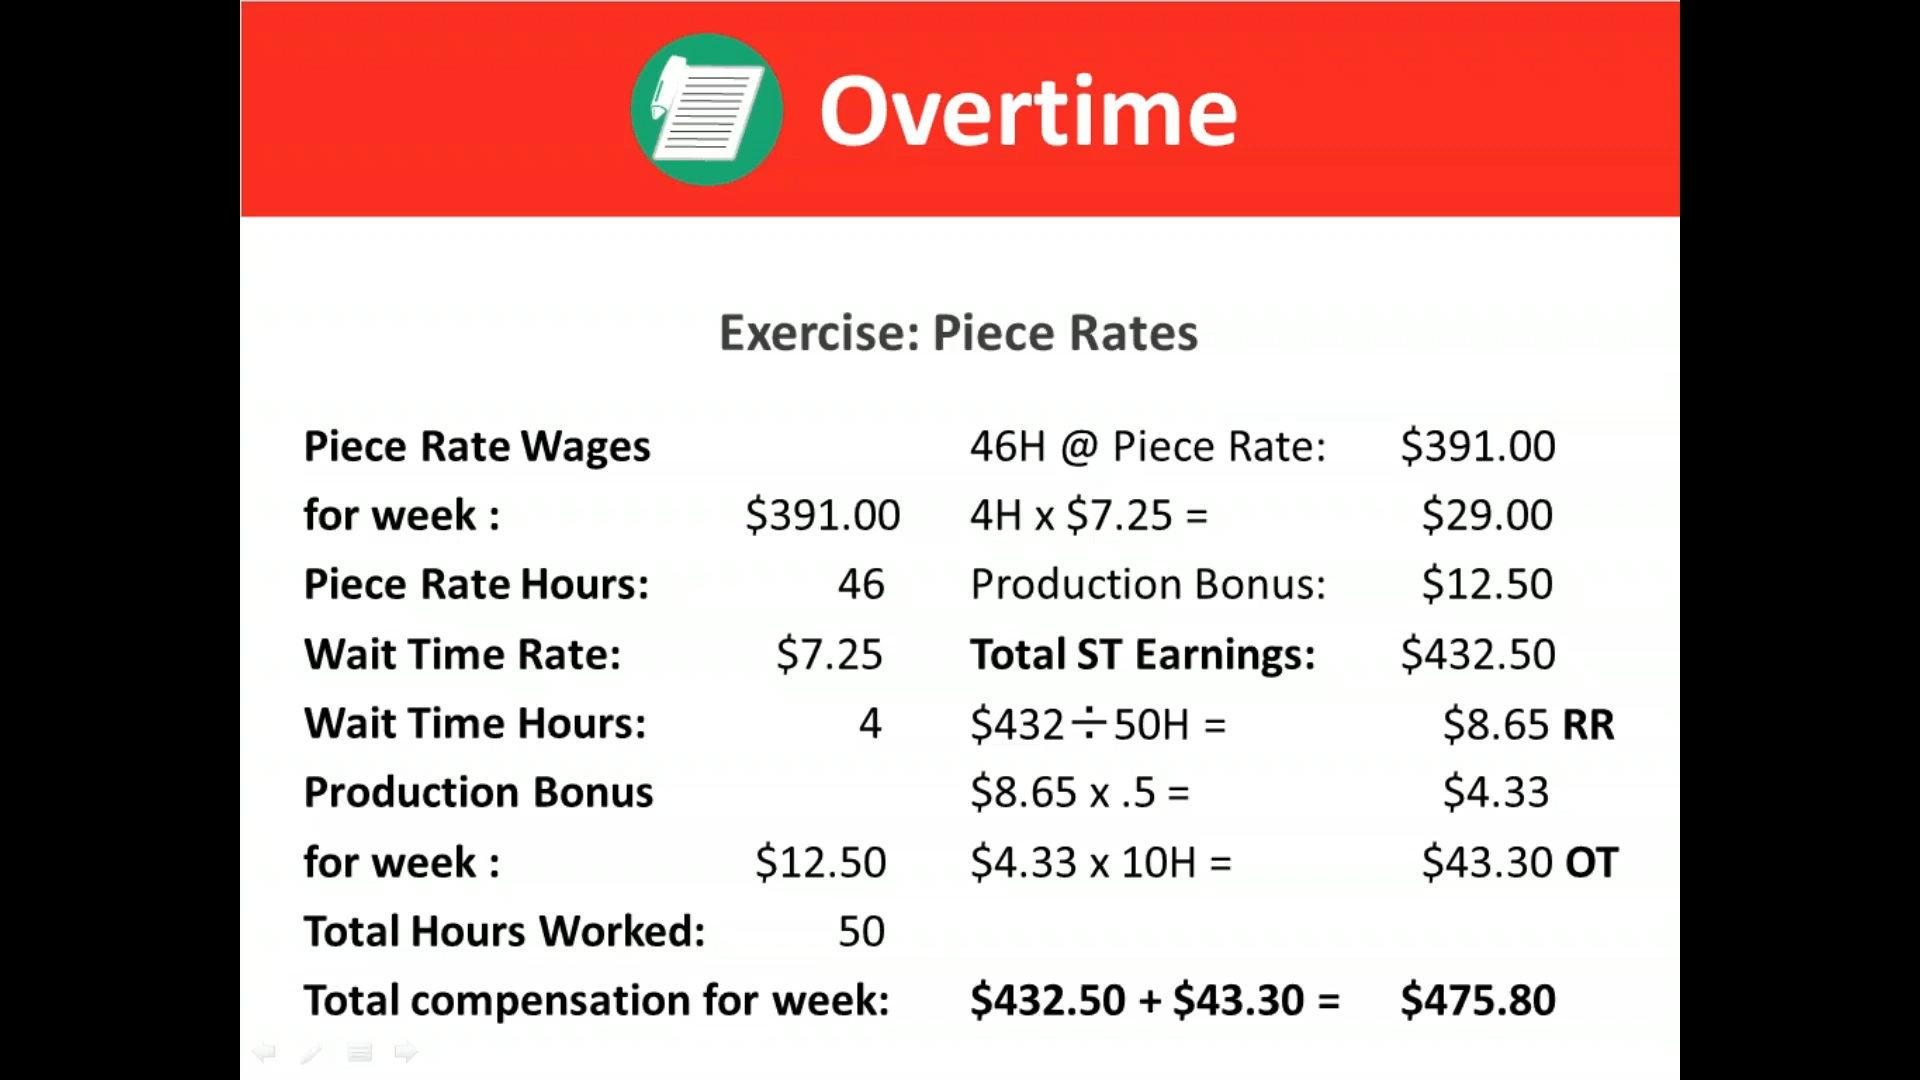 Overtime
Exercise: Piece Rates
Piece Rate Wages 46H @ Piece Rate: $391.00
for week : $391.00 4H x $7.25 = $29.00
Piece Rate Hours: 46 Production Bonus: $12.50
Wait Time Rate: $7.25 Total ST Earnings: $432.50
Wait Time Hours: 4 $432÷50H = $8.65 RR
Production Bonus $8.65 x .5 = $4.33
for week : $12.50 $4.33 x 10H = $43.30 OT
Total Hours Worked: 50
Total compensation for week: $432.50 + $43.30 = $475.80